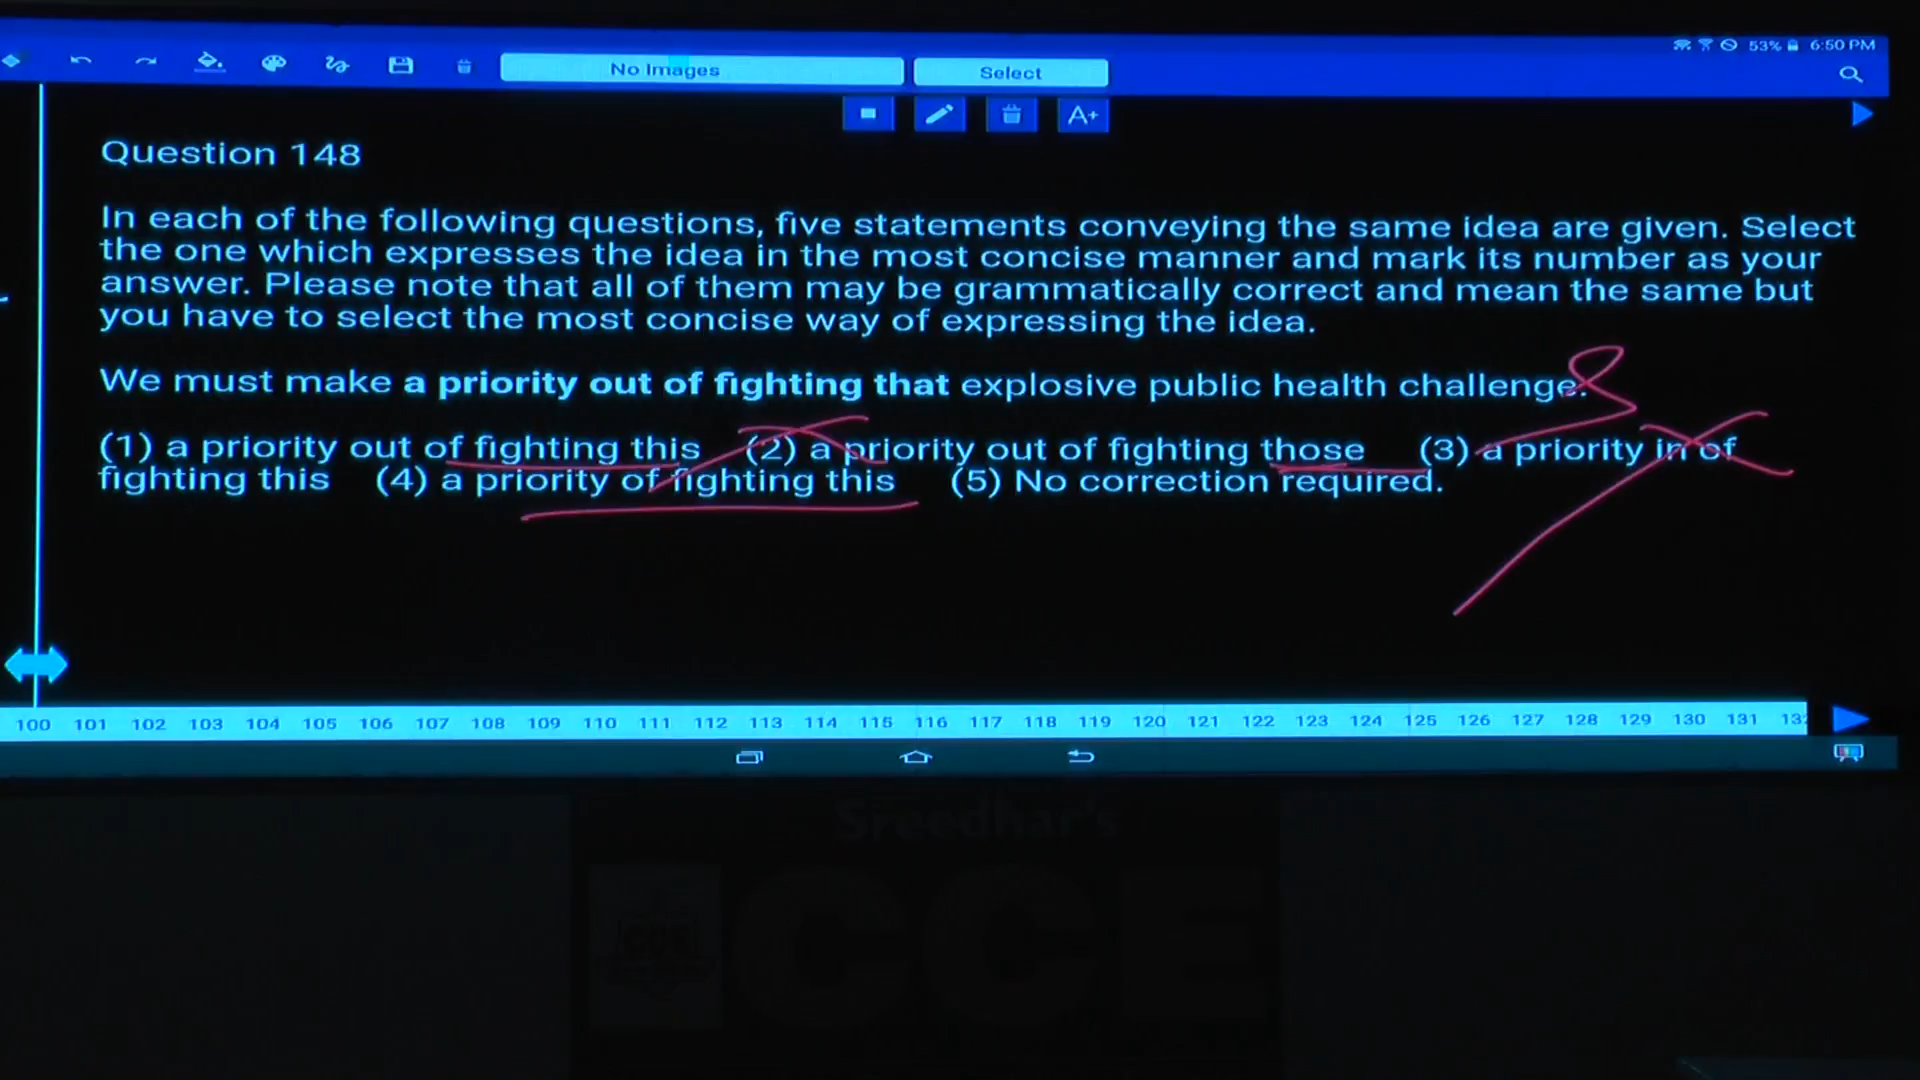 53% 6:50 PM
No Images
Select
A+
Question 148
In each of the following questions, five statements conveying the same idea are given. Select
the one which expresses the idea in the most concise manner and mark its number as your
answer. Please note that all of them may be grammatically correct and mean the same but
you have to select the most concise way of expressing the idea.
We must make a priority out of fighting that explosive public health challenge.
(1) a priority out of fighting this (2) a priority out of fighting those (3) a priority in of
fighting this (4) a priority of fighting this (5) No correction required.
100 101 102 103 104 105 106 107 108 109 110 111 112 113 114 115 116 117 118 119 120 121 122 123 124 125 126 127 128 129 130 131
Sreedhar's
CCE